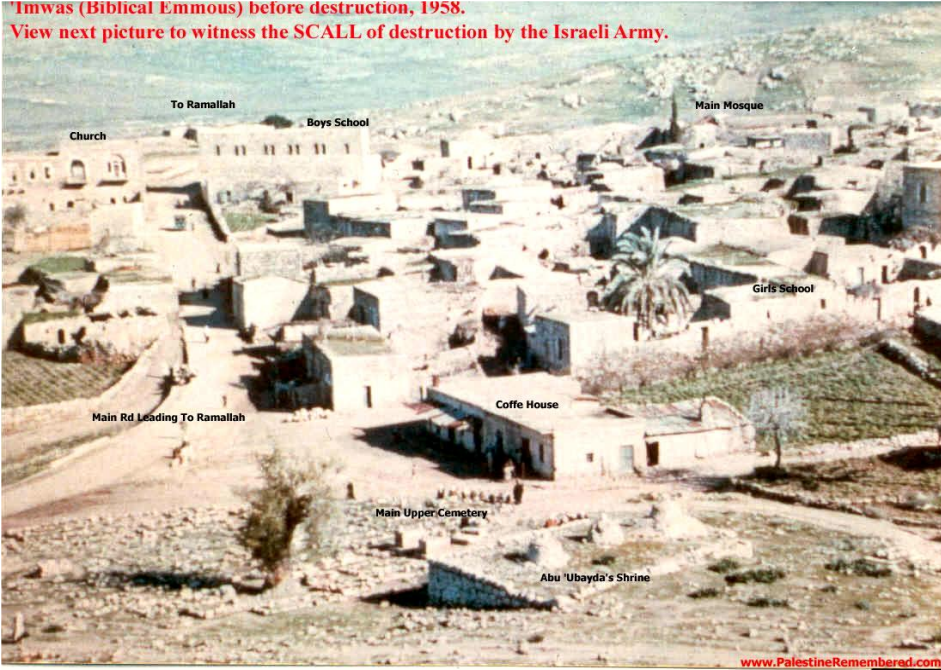 'Imwas (Biblical Emmous) before destruction, 1958.
View next picture to witness the SCALL of destruction by the Israeli Army.
To Ramallah
Main Mosque
Boys School
Church
Girls School
Coffe House
Main Rd Leading To Ramallah
Main Upper Cemetery
Abu 'Ubayda's Shrine
www.PalestineRemembered.com